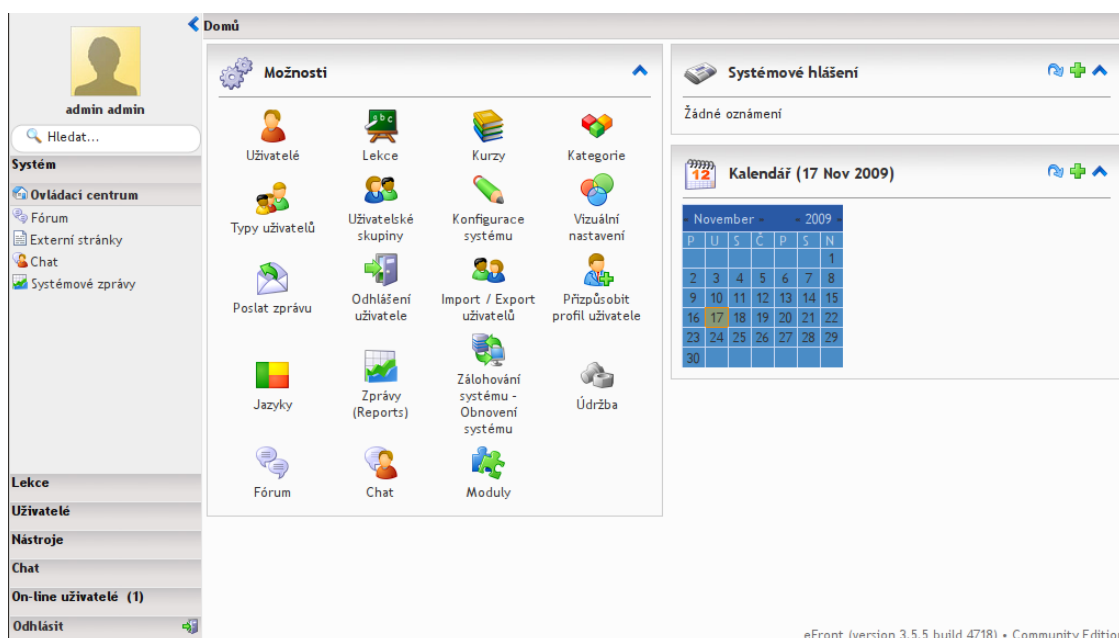 Domů
admin admin
Hledat...
Systém
Ovládací centrum
Fórum
Externí stránky
Chat
Systémové zprávy
Lekce
Uživatelé
Nástroje
Chat
On-line uživatelé (1)
Odhlásit
Možnosti
Uživatelé
Lekce
abc
Kurzy
Kategorie
Typy uživatelů
Uživatelské
skupiny
Konfigurace
systému
Vizuální
nastavení
Poslat zprávu
Odhlášení
uživatele
Import / Export
uživatelů
Přizpůsobit
profil uživatele
Jazyky
Zprávy
(Reports)
Zálohování
systému -
Obnovení
systému
Údržba
Fórum
Chat
Moduly
Systémové hlášení
Žádné oznámení
12
Kalendář (17 Nov 2009)
November 2009
P U S Č P S N
1
2 3 4 5 6 7 8
9 10 11 12 13 14 15
16 17 18 19 20 21 22
23 24 25 26 27 28 29
30
eFront (version 3.5.5 build 4718) • Community Edition